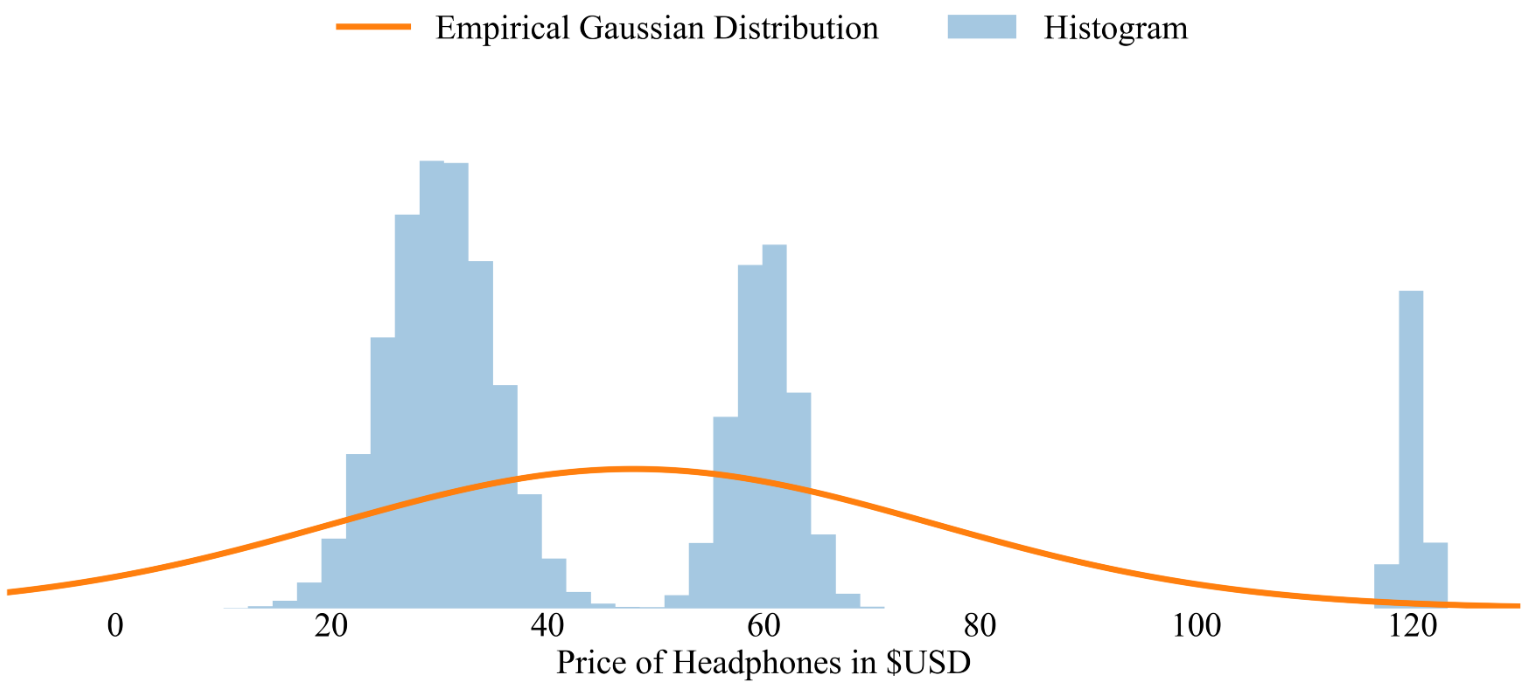 Empirical Gaussian Distribution Histogram
0 20 40 60 80 100 120
Price of Headphones in $USD